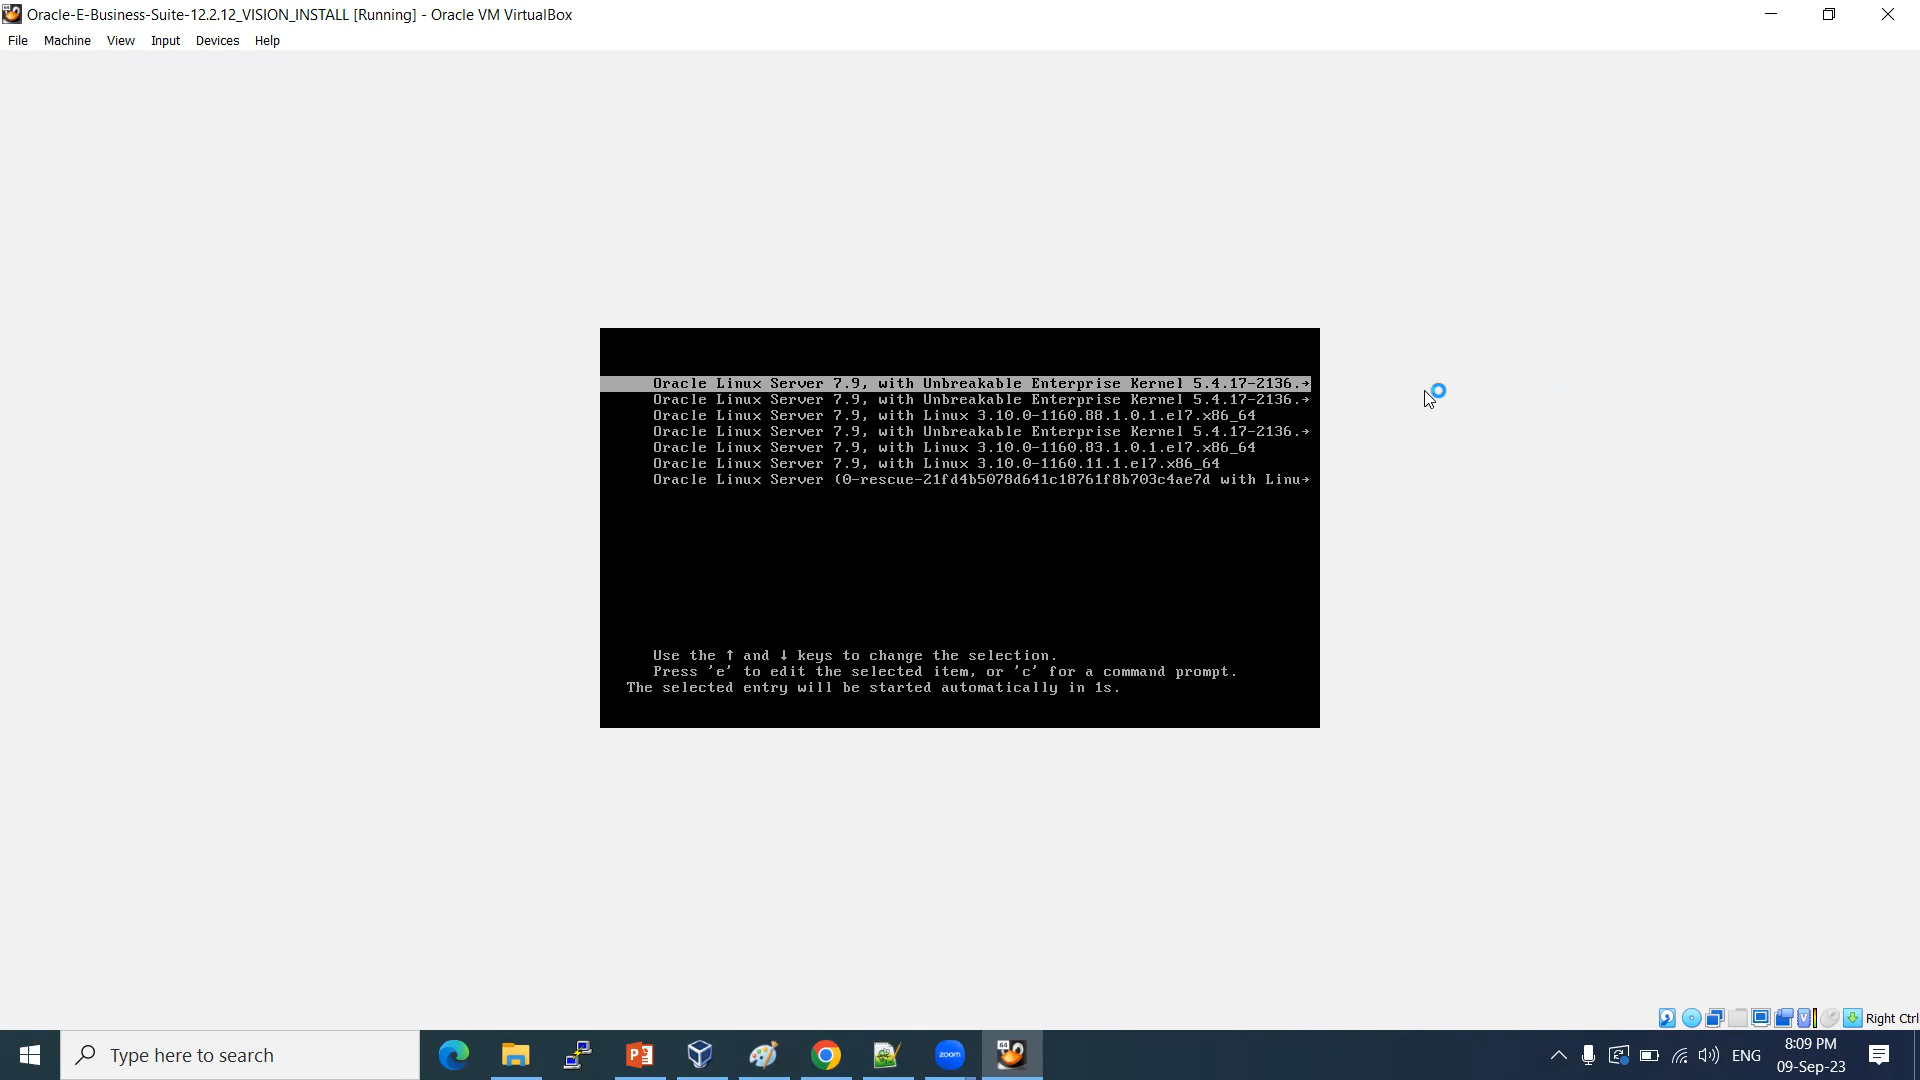 Oracle-E-Business-Suite-12.2.12_VISION_INSTALL [Running] - Oracle VM VirtualBox
File Machine View Input Devices Help
Oracle Linux Server 7.9, with Unbreakable Enterprise Kernel 5.4.17-2136.→
Oracle Linux Server 7.9, with Unbreakable Enterprise Kernel 5.4.17-2136.→
Oracle Linux Server 7.9, with Linux 3.10.0-1160.88.1.0.1.el7.x86_64
Oracle Linux Server 7.9, with Unbreakable Enterprise Kernel 5.4.17-2136.→
Oracle Linux Server 7.9, with Linux 3.10.0-1160.83.1.0.1.el7.x86_64
Oracle Linux Server 7.9, with Linux 3.10.0-1160.11.1.el7.x86_64
Oracle Linux Server (0-rescue-21fd4b5078d641c18761f8b703c4ae7d with Linu→
Use the ↑ and ↓ keys to change the selection.
Press 'e' to edit the selected item, or 'c' for a command prompt.
The selected entry will be started automatically in 1s.
Right Ctrl
Type here to search
zoom
64
ENG
8:09 PM
09-Sep-23